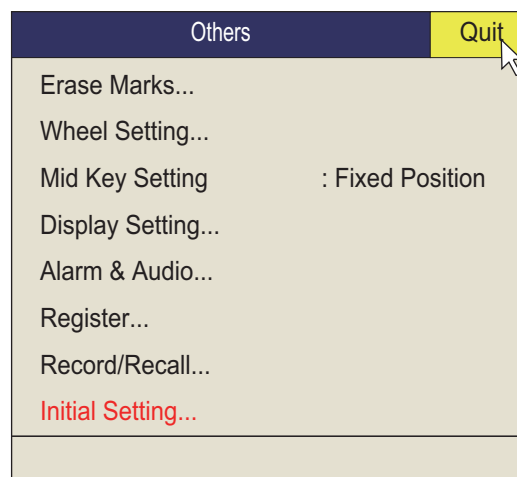 Others Quit
Erase Marks...
Wheel Setting...
Mid Key Setting : Fixed Position
Display Setting...
Alarm & Audio...
Register...
Record/Recall...
Initial Setting...